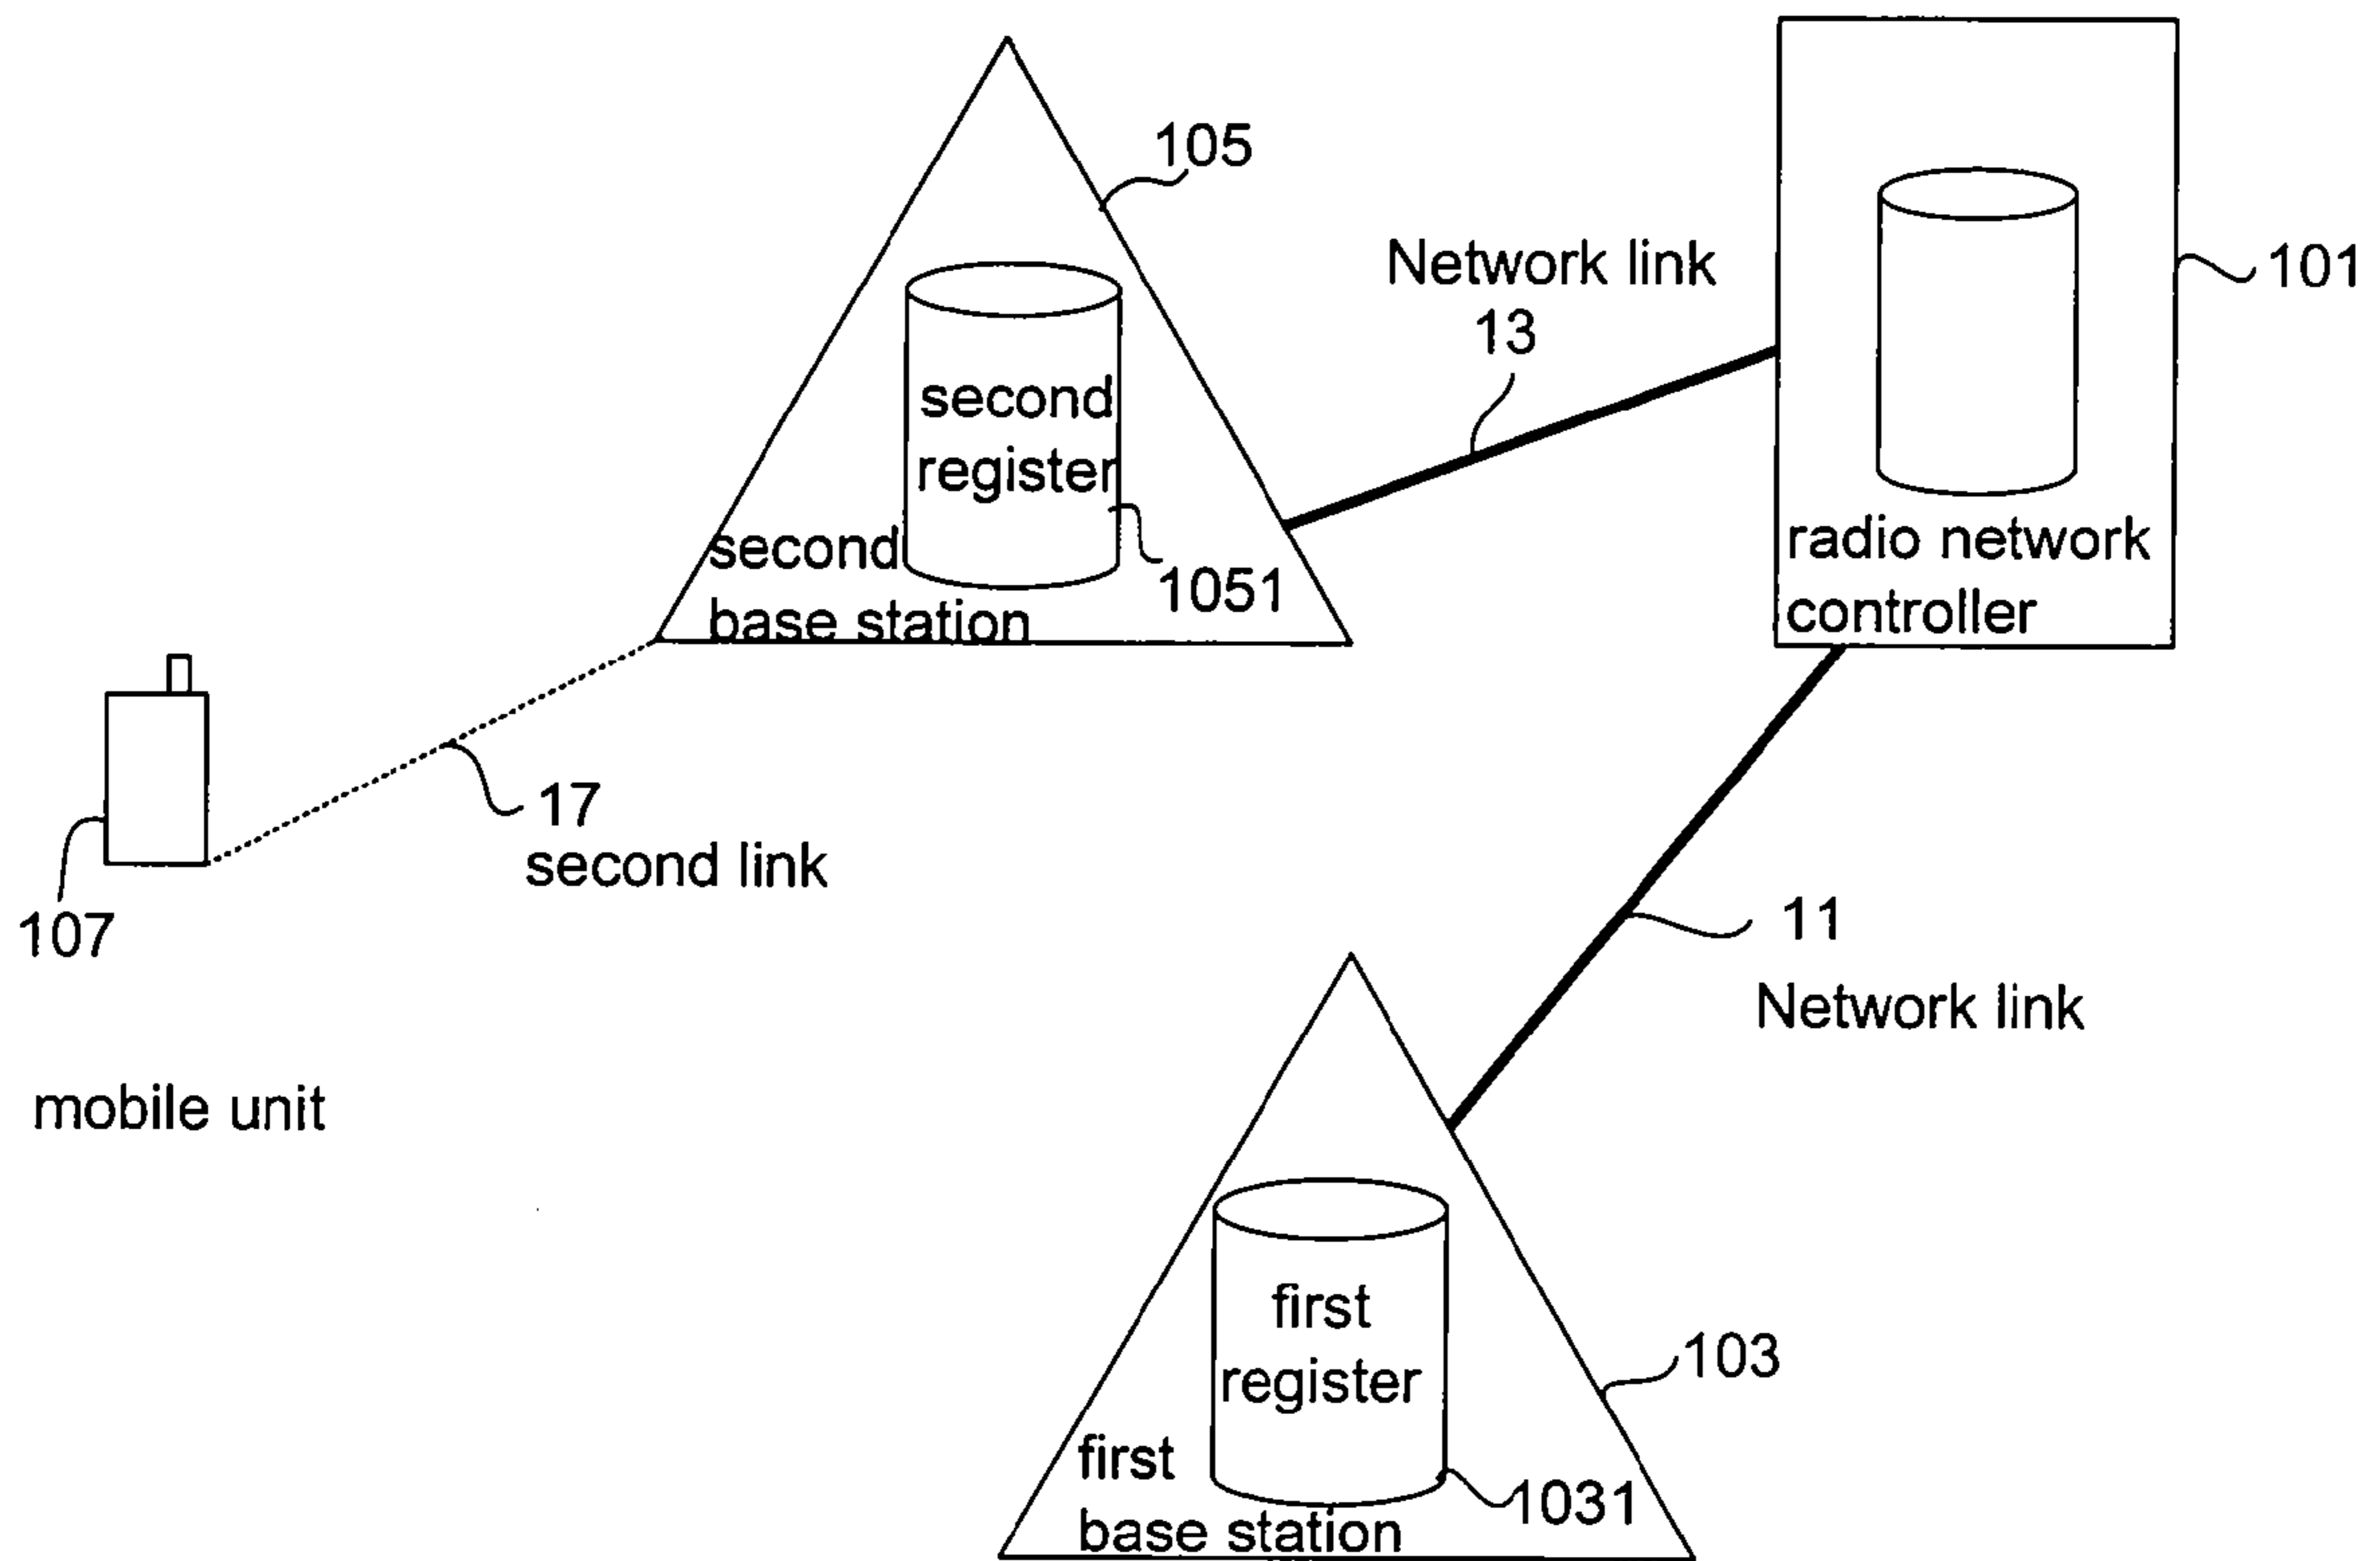 105
Network link
13
101
second
register
second
base station
1051
radio network
controller
17
second link
107
11
Network link
mobile unit
first
register
103
first
base station
1031